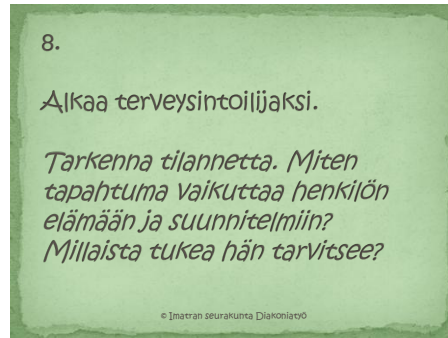 8.
Alkaa terveysintoilijaksi.
Tarkenna tilannetta. Miten
tapahtuma vaikuttaa henkilön
elämään ja suunnitelmiin?
Millaista tukea hän tarvitsee?
© Imatran seurakunta Diakoniatyö